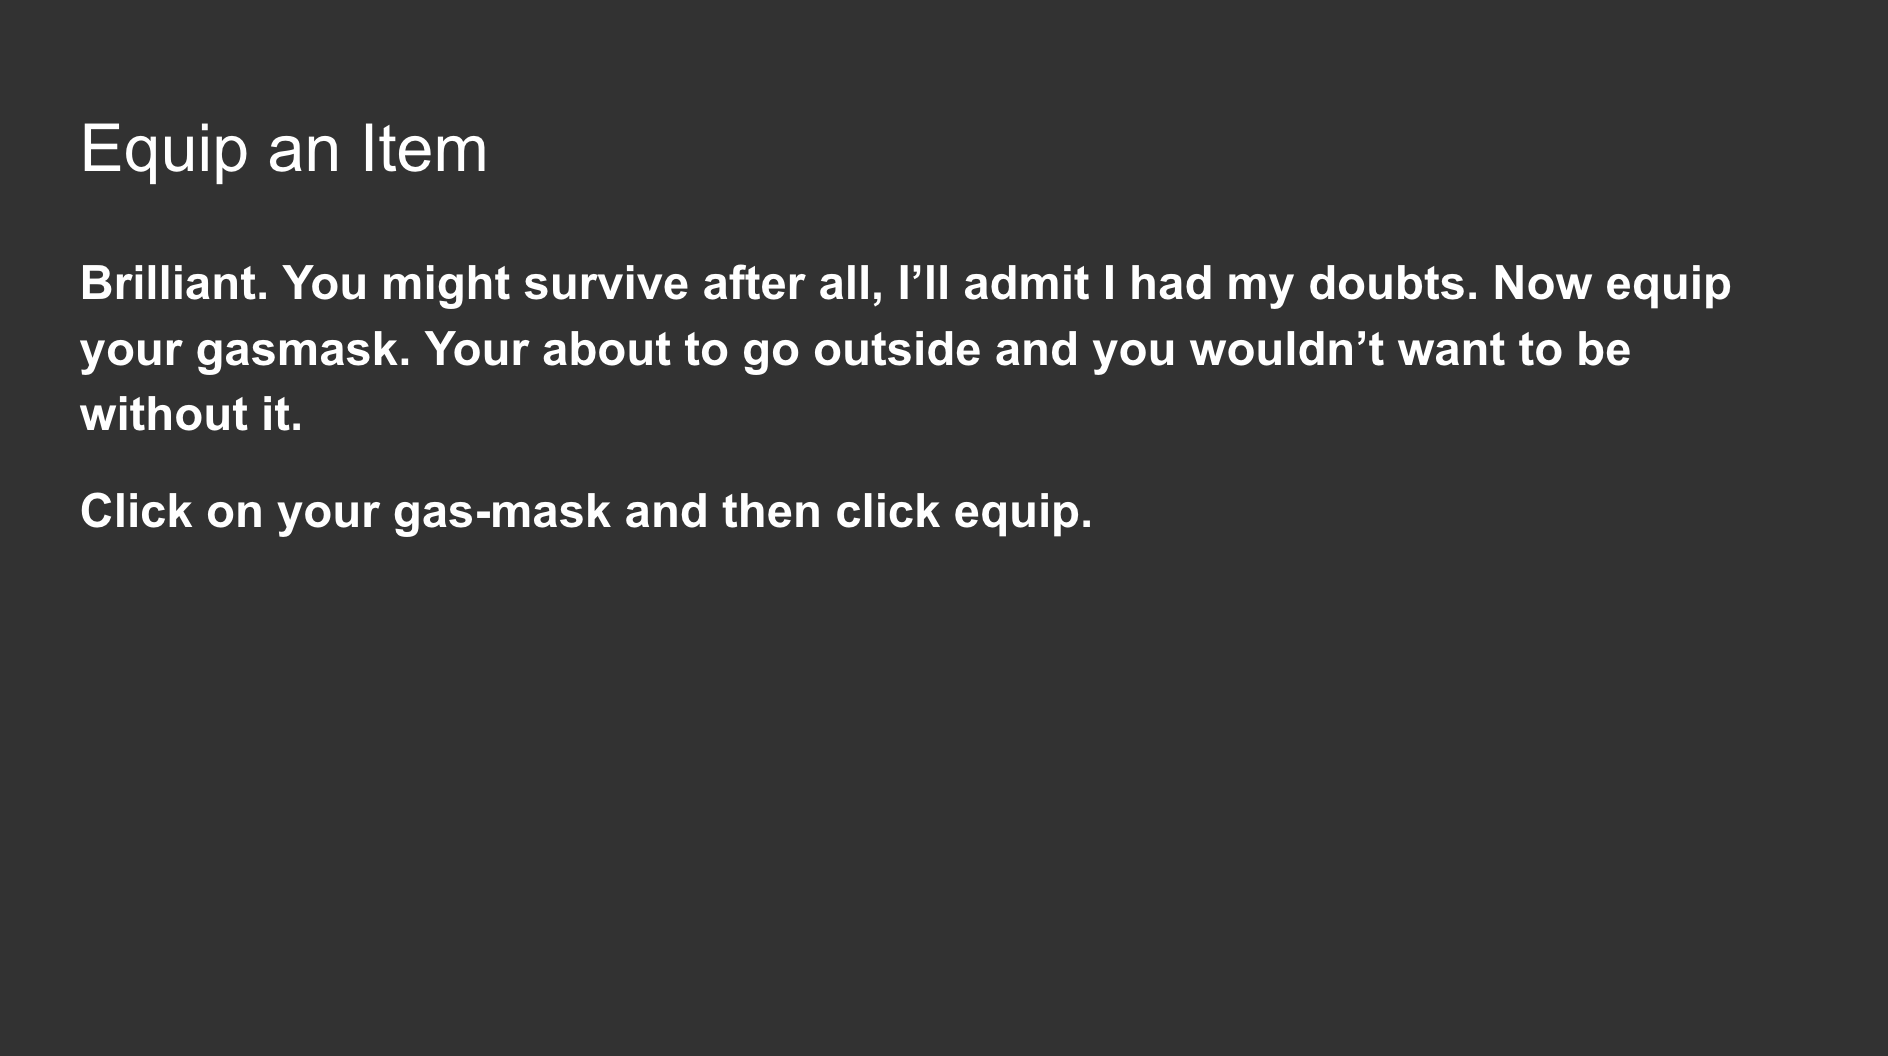 Equip an Item
Brilliant. You might survive after all, I’ll admit I had my doubts. Now equip
your gasmask. Your about to go outside and you wouldn’t want to be
without it.
Click on your gas-mask and then click equip.